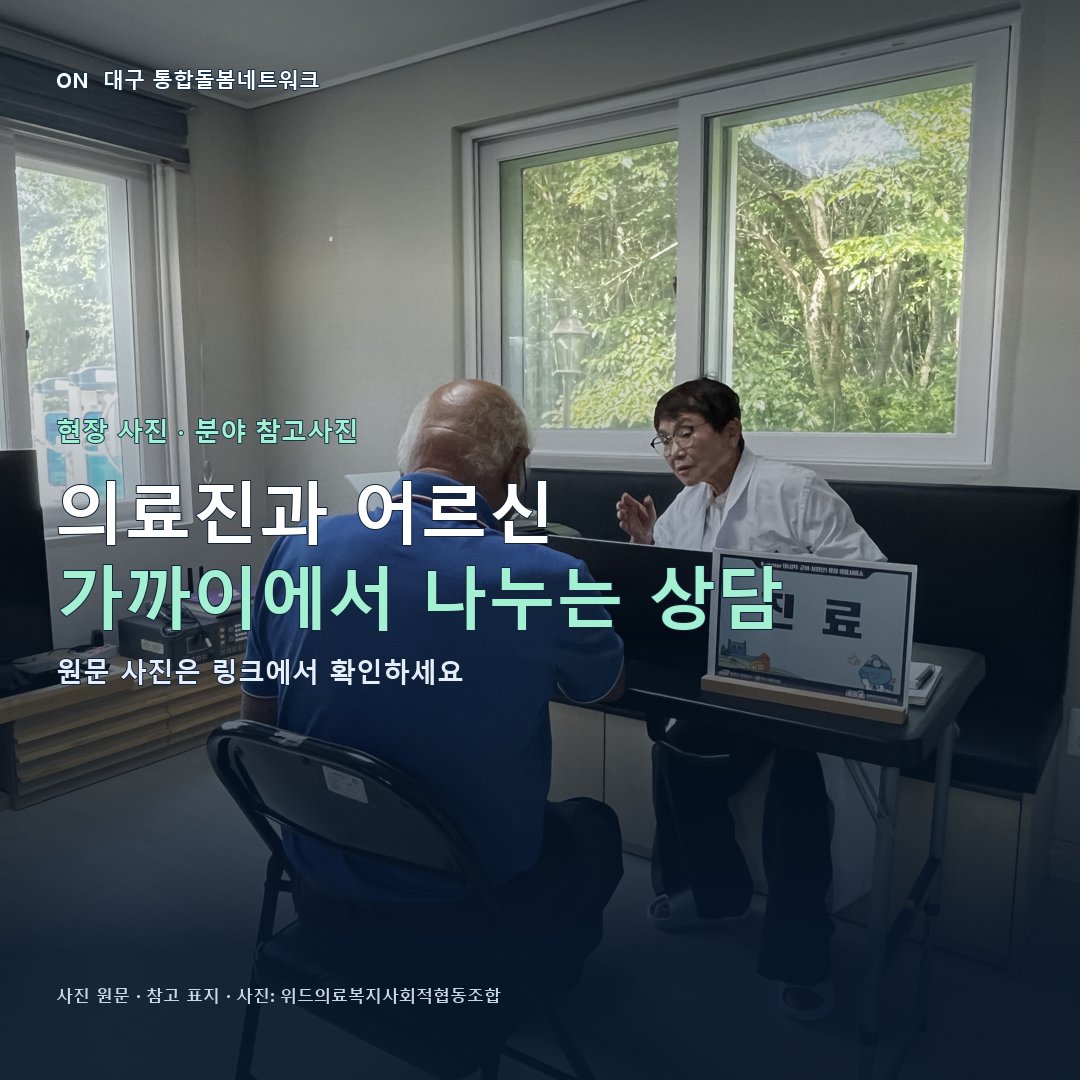 ON 대구 통합돌봄네트워크
현장 사진 · 분야 참고사진
의료진과 어르신
가까이에서 나누는 상담
원문 사진은 링크에서 확인하세요
진 료
사진 원문 · 참고 표지 · 사진: 위드의료복지사회적협동조합